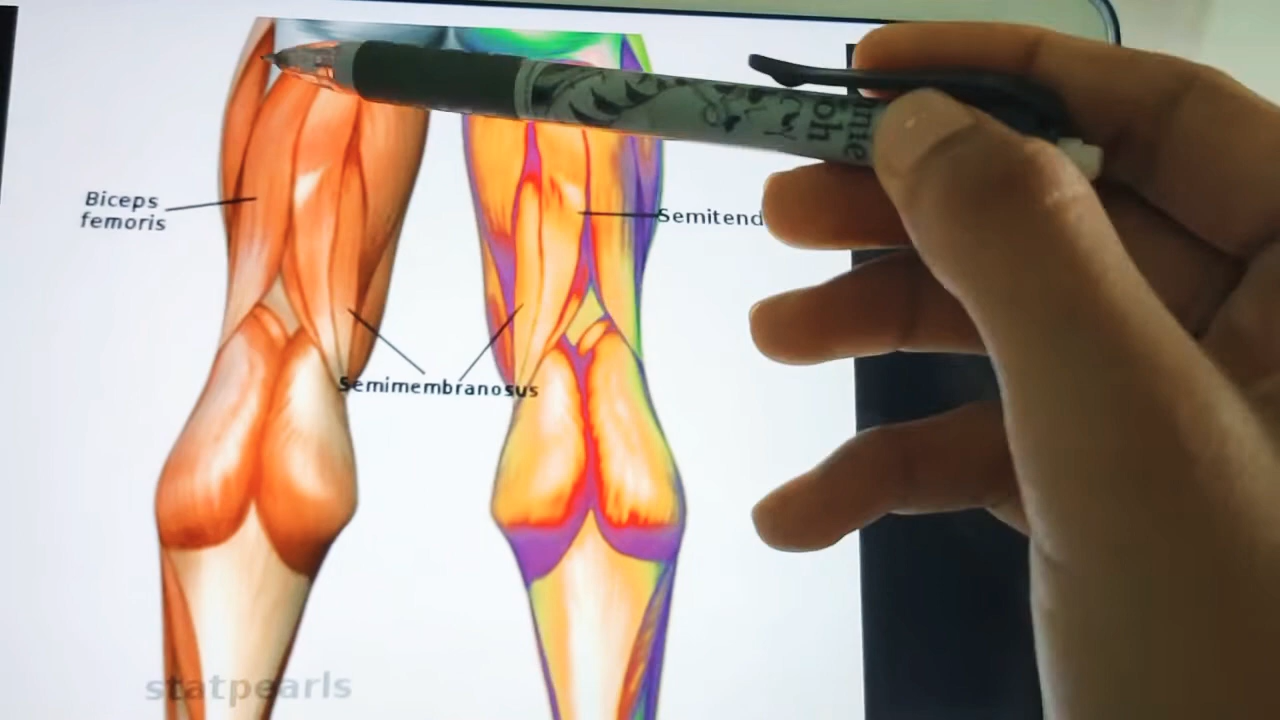 Biceps
femoris
Semitend
Semimembranosus
statpearls